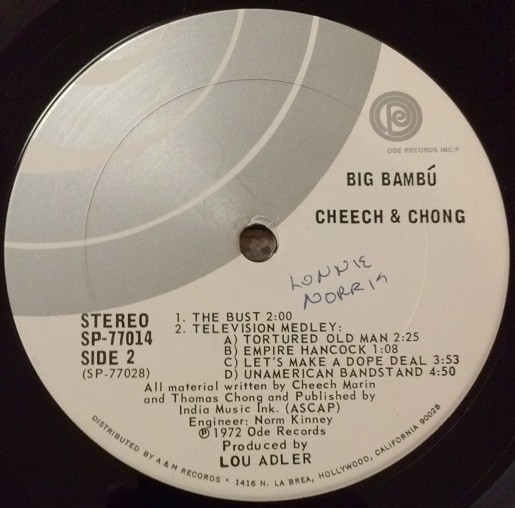 ODE RECORDS INC.®
BIG BAMBÚ
CHEECH & CHONG
LONNIE
NORRIS
STEREO
SP-77014
SIDE 2
(SP-77028)
1. THE BUST 2:00
2. TELEVISION MEDLEY:
A) TORTURED OLD MAN 2:25
B) EMPIRE HANCOCK 1:08
C) LET'S MAKE A DOPE DEAL 3:53
D) UNAMERICAN BANDSTAND 4:50
All material written by Cheech Marin
and Thomas Chong and Published by
India Music Ink. (ASCAP)
Engineer: Norm Kinney
℗ 1972 Ode Records
Produced by
LOU ADLER
DISTRIBUTED BY A & M RECORDS • 1416 N. LA BREA, HOLLYWOOD, CALIFORNIA 90028